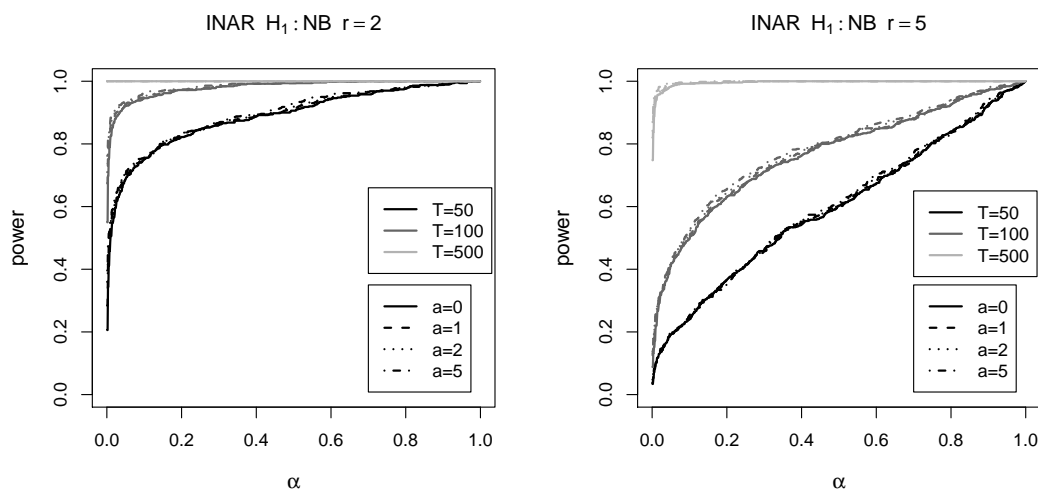 INAR H₁ : NB r = 2
power
1.0
0.8
0.6
0.4
0.2
0.0
T=50
T=100
T=500
a=0
a=1
a=2
a=5
0.0 0.2 0.4 0.6 0.8 1.0
α
INAR H₁ : NB r = 5
power
1.0
0.8
0.6
0.4
0.2
0.0
T=50
T=100
T=500
a=0
a=1
a=2
a=5
0.0 0.2 0.4 0.6 0.8 1.0
α